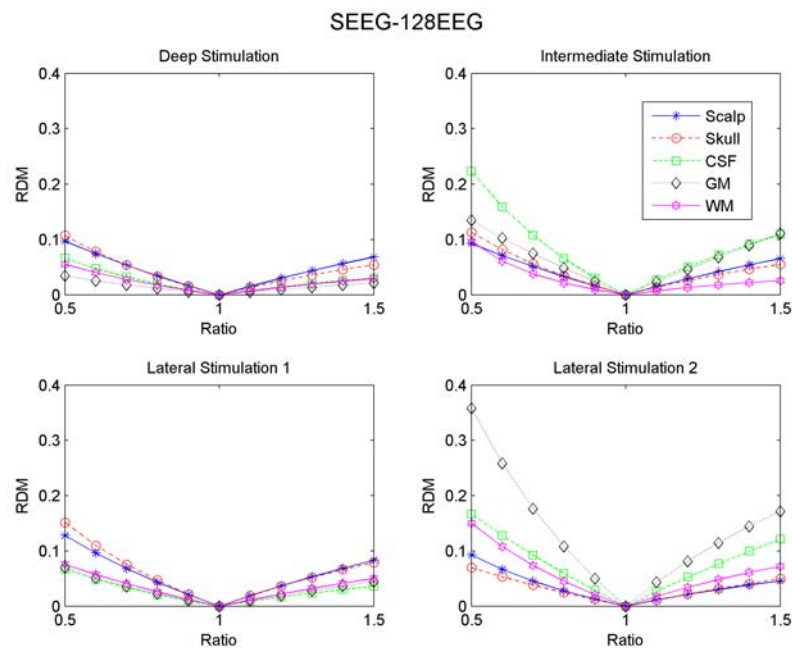 SEEG-128EEG
Deep Stimulation
0.4
0.3
0.2
0.1
0
RDM
0.5
1
1.5
Ratio
Intermediate Stimulation
0.4
0.3
0.2
0.1
0
RDM
Scalp
Skull
CSF
GM
WM
0.5
1
1.5
Ratio
Lateral Stimulation 1
0.4
0.3
0.2
0.1
0
RDM
0.5
1
1.5
Ratio
Lateral Stimulation 2
0.4
0.3
0.2
0.1
0
RDM
0.5
1
1.5
Ratio